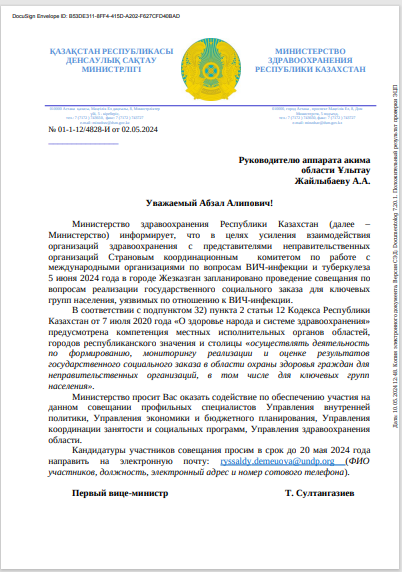 DocuSign Envelope ID: B53DE311-8FF4-415D-A202-F627CFD40BAD
ҚАЗАҚСТАН РЕСПУБЛИКАСЫ
ДЕНСАУЛЫҚ САҚТАУ
МИНИСТРЛІГІ
МИНИСТЕРСТВО
ЗДРАВООХРАНЕНИЯ
РЕСПУБЛИКИ КАЗАХСТАН
№ 01-1-12/4828-И от 02.05.2024
Руководителю аппарата акима
области Ұлытау
Жайлыбаеву А.А.
Уважаемый Абзал Алипович!
Министерство здравоохранения Республики Казахстан (далее –
Министерство) информирует, что в целях усиления взаимодействия
организаций здравоохранения с представителями неправительственных
организаций Страновым координационным комитетом по работе с
международными организациями по вопросам ВИЧ-инфекции и туберкулеза
5 июня 2024 года в городе Жезказган запланировано проведение совещания по
вопросам реализации государственного социального заказа для ключевых
групп населения, уязвимых по отношению к ВИЧ-инфекции.
В соответствии с подпунктом 32) пункта 2 статьи 12 Кодекса Республики
Казахстан от 7 июля 2020 года «О здоровье народа и системе здравоохранения»
предусмотрена компетенция местных исполнительных органов областей,
городов республиканского значения и столицы «осуществлять деятельность
по формированию, мониторингу реализации и оценке результатов
государственного социального заказа в области охраны здоровья граждан для
неправительственных организаций, в том числе для ключевых групп
населения».
Министерство просит Вас оказать содействие по обеспечению участия на
данном совещании профильных специалистов Управления внутренней
политики, Управления экономики и бюджетного планирования, Управления
координации занятости и социальных программ, Управления здравоохранения
области.
Кандидатуры участников совещания просим в срок до 20 мая 2024 года
направить на электронную почту: ryssaldy.demeuova@undp.org (ФИО
участников, должность, электронный адрес и номер сотового телефона).
Первый вице-министр Т. Султангазиев
Дата: 10.05.2024 12:48. Копия электронного документа. Версия СЭД: Documentolog 7.20.1. Положительный результат проверки ЭЦП